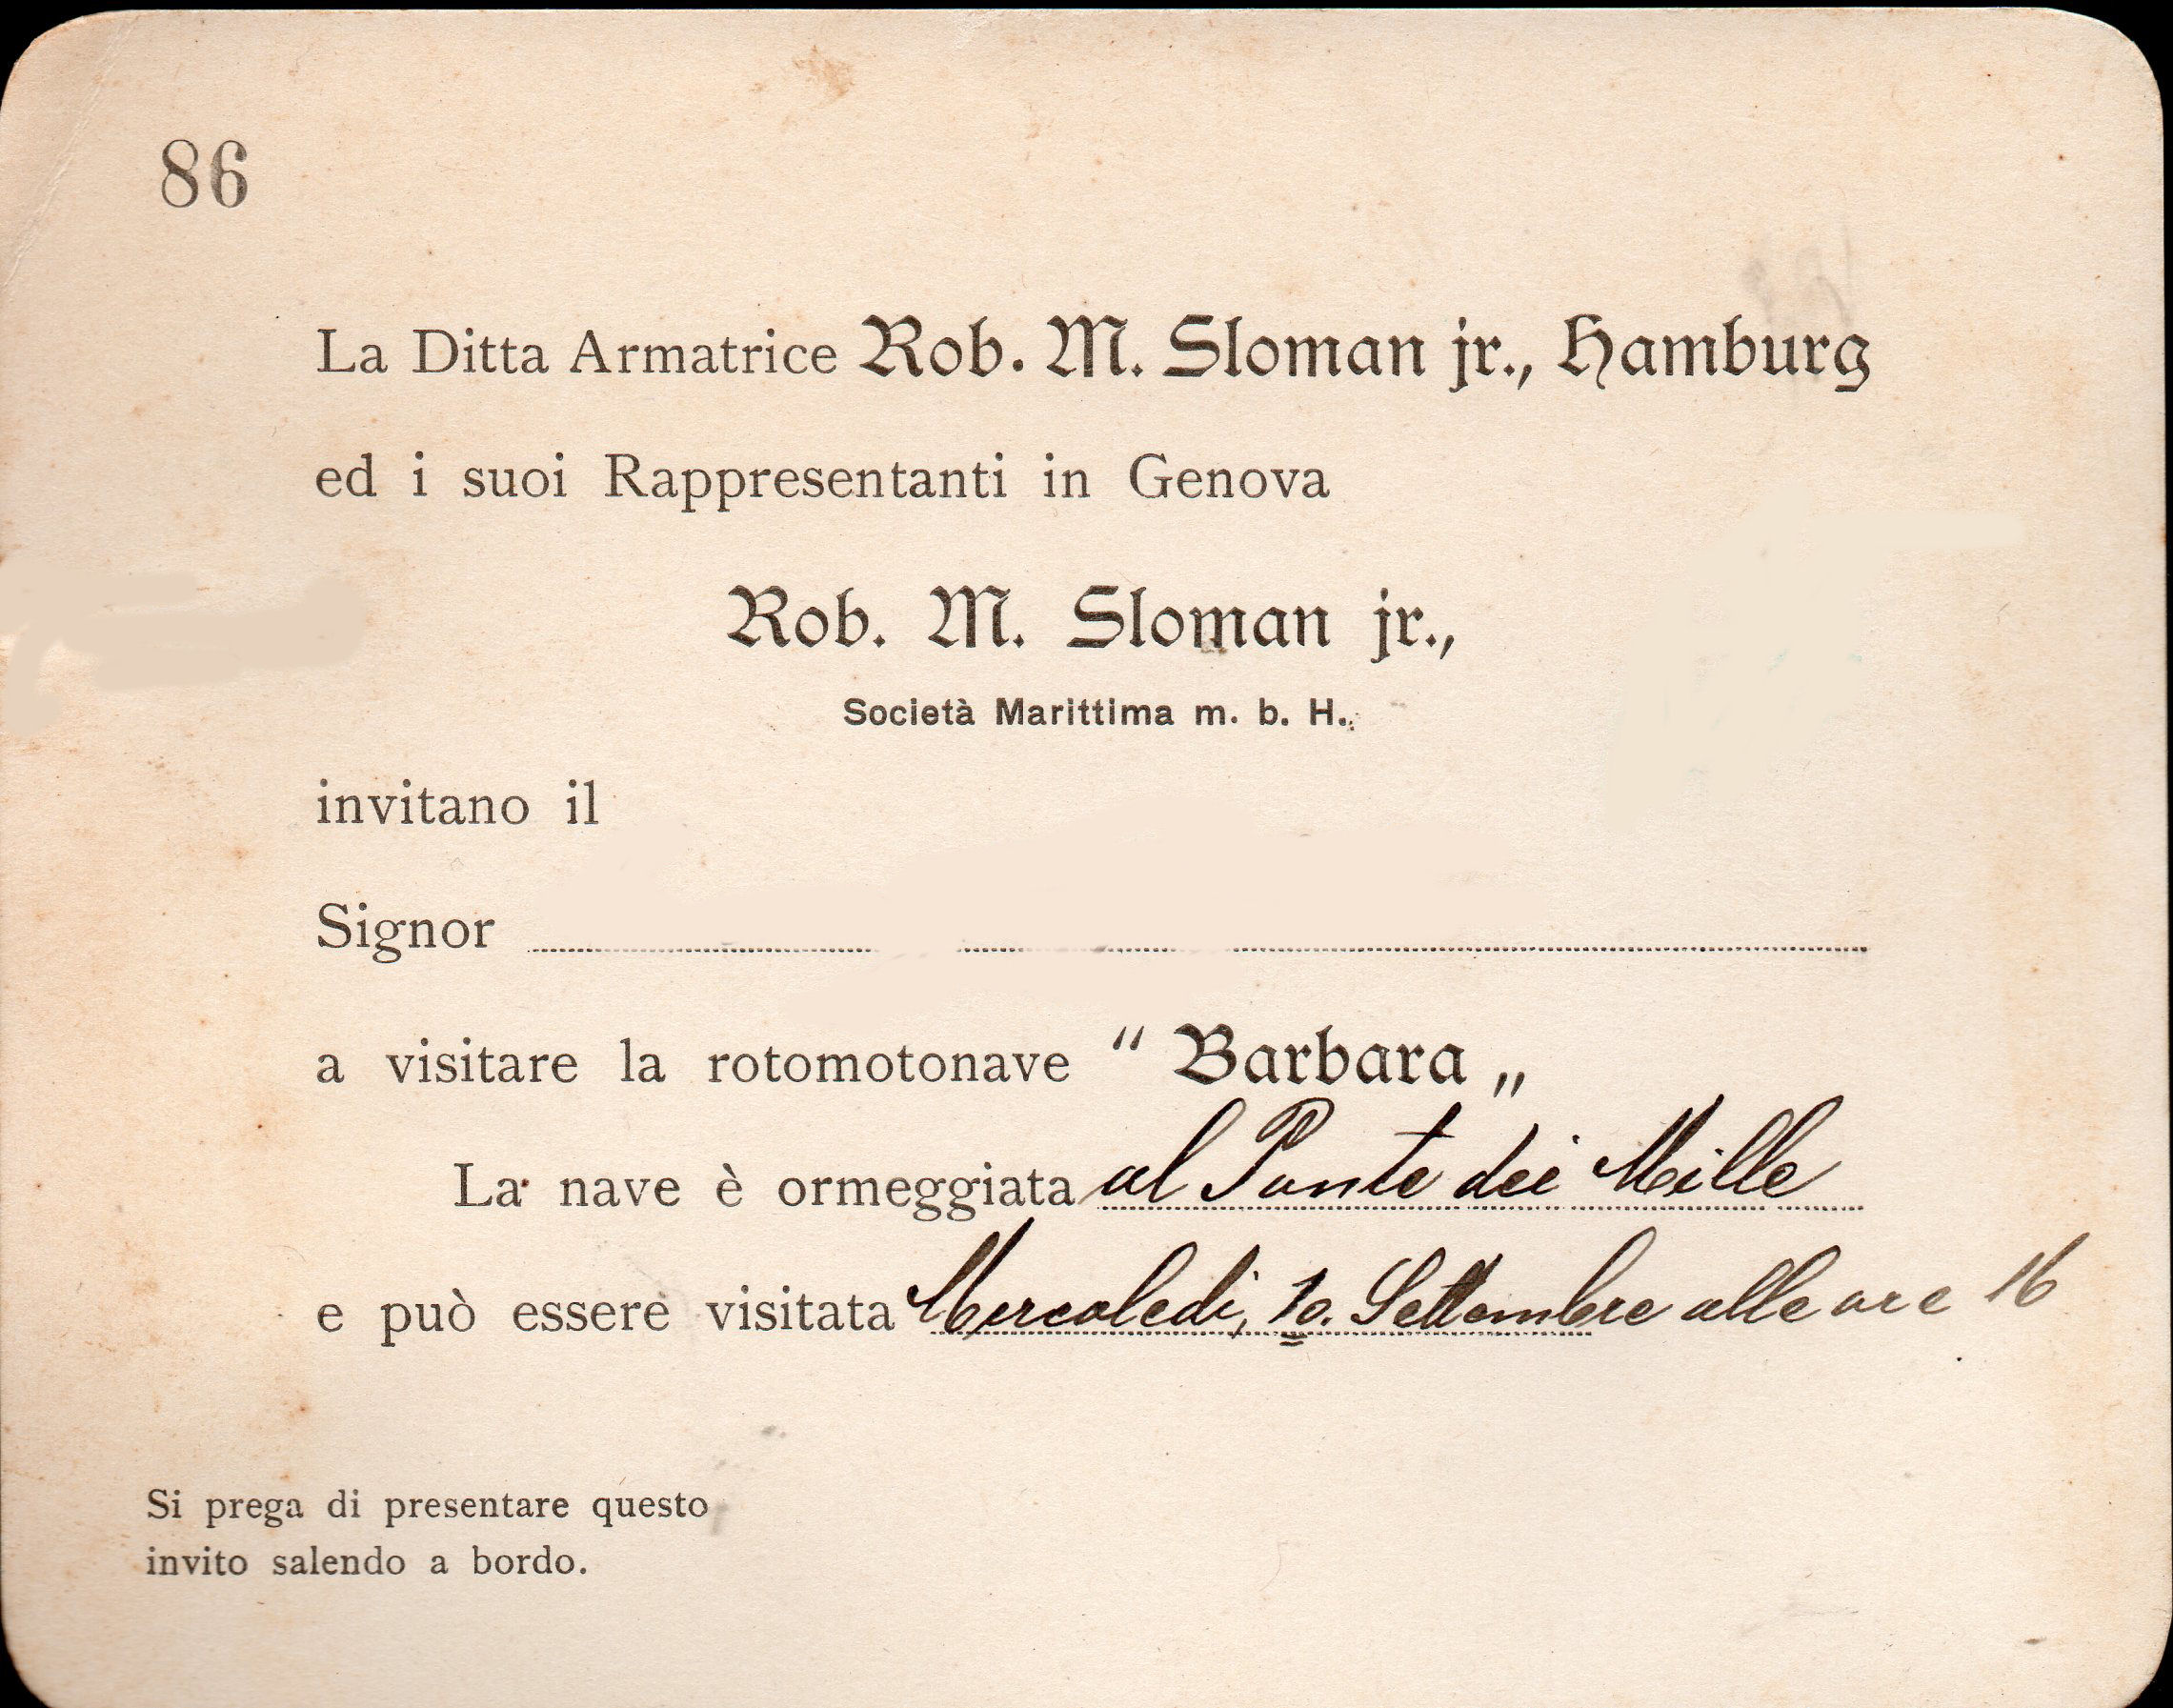 86
La Ditta Armatrice Rob. M. Sloman jr., Hamburg
ed i suoi Rappresentanti in Genova
Rob. M. Sloman jr.,
Società Marittima m. b. H.
invitano il
Signor
a visitare la rotomotonave “ Barbara „
La nave è ormeggiata al Ponte dei Mille
e può essere visitata Mercoledi, 1o. Settembre alle ore 16
Si prega di presentare questo
invito salendo a bordo.